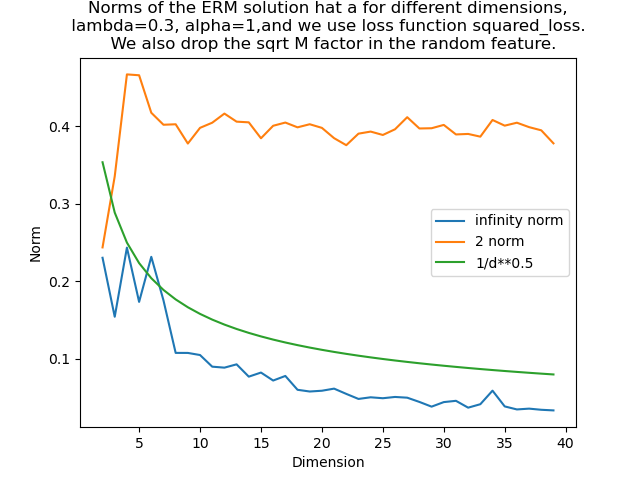 Norms of the ERM solution hat a for different dimensions,
lambda=0.3, alpha=1,and we use loss function squared_loss.
We also drop the sqrt M factor in the random feature.
Norm
0.4
0.3
0.2
0.1
infinity norm
2 norm
1/d**0.5
5 10 15 20 25 30 35 40
Dimension